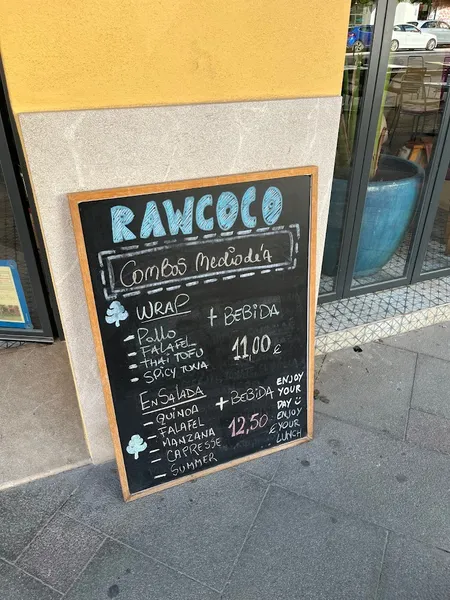 RAWCOCO
Combos Mediodía
WRAP
- Pollo
- FALAFEL
- THAI TOFU
- SPICY TUNA
+ BEBIDA
11,00 €
ENSALADA
- QUINOA
- FALAFEL
- MANZANA
- CAPRESSE
- SUMMER
+ BEBIDA
12,50 €
ENJOY
YOUR
DAY
ENJOY
YOUR
LUNCH